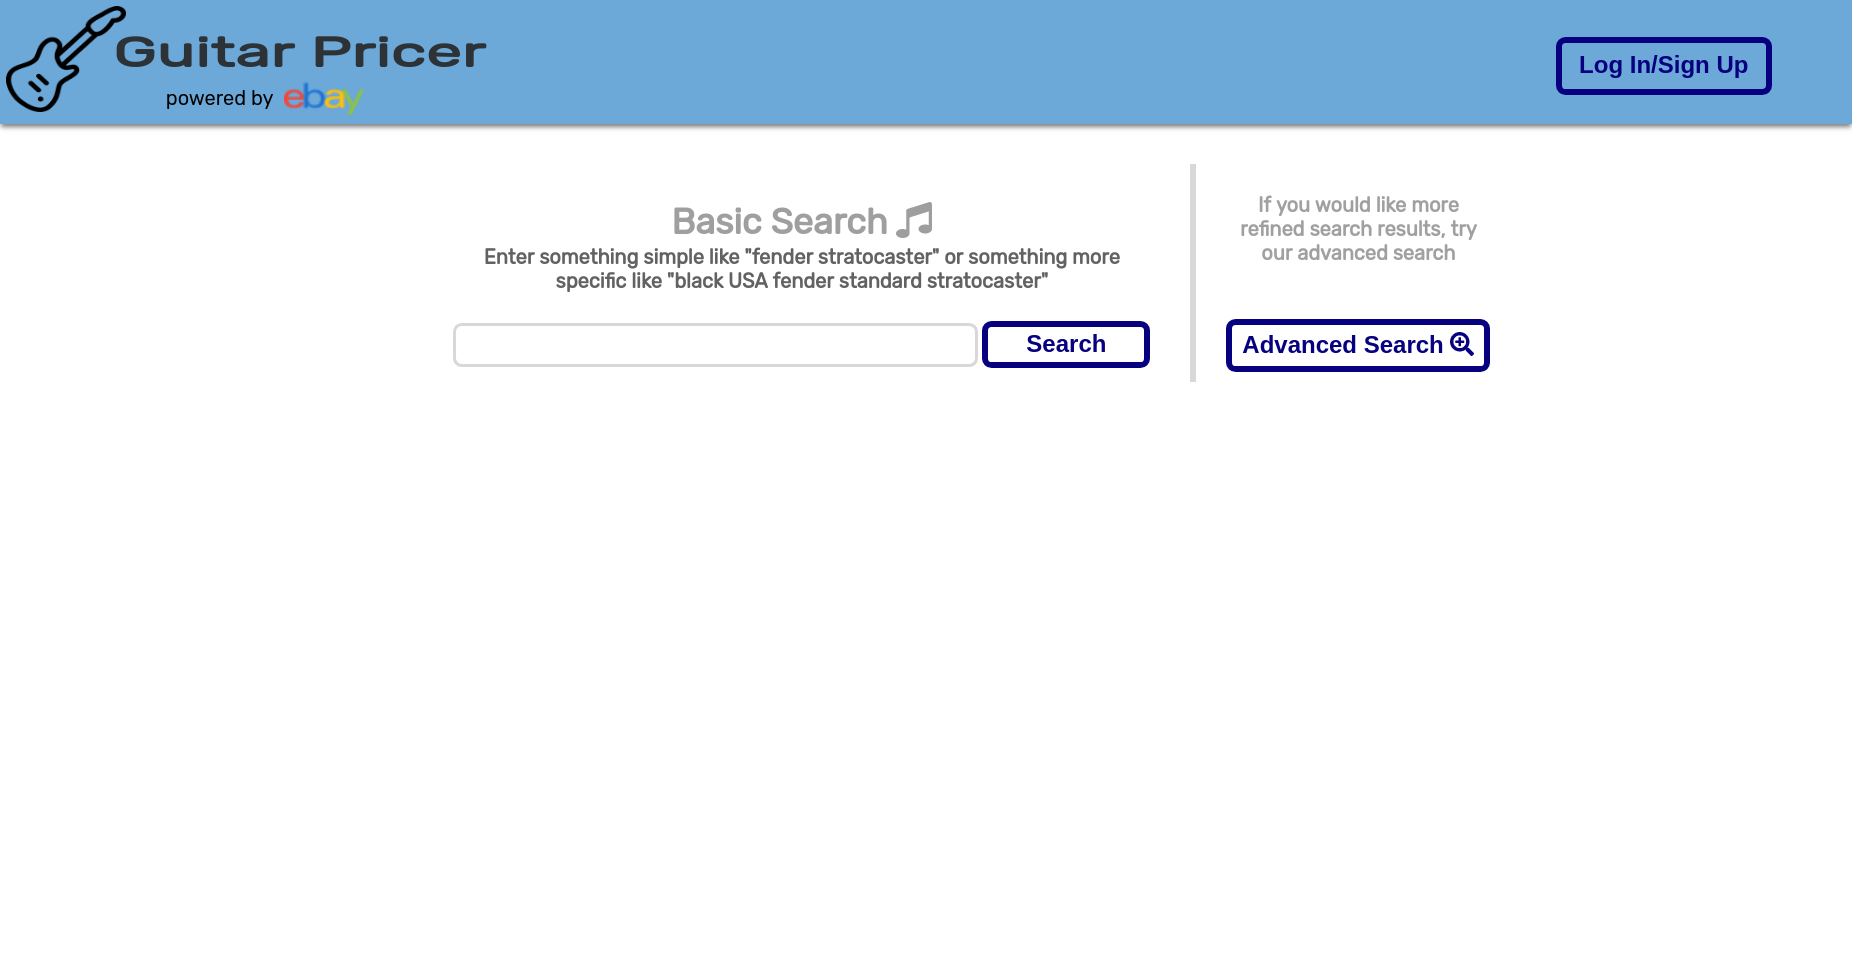 Guitar Pricer
powered by ebay
Log In/Sign Up
Basic Search
Enter something simple like "fender stratocaster" or something more
specific like "black USA fender standard stratocaster"
Search
If you would like more
refined search results, try
our advanced search
Advanced Search